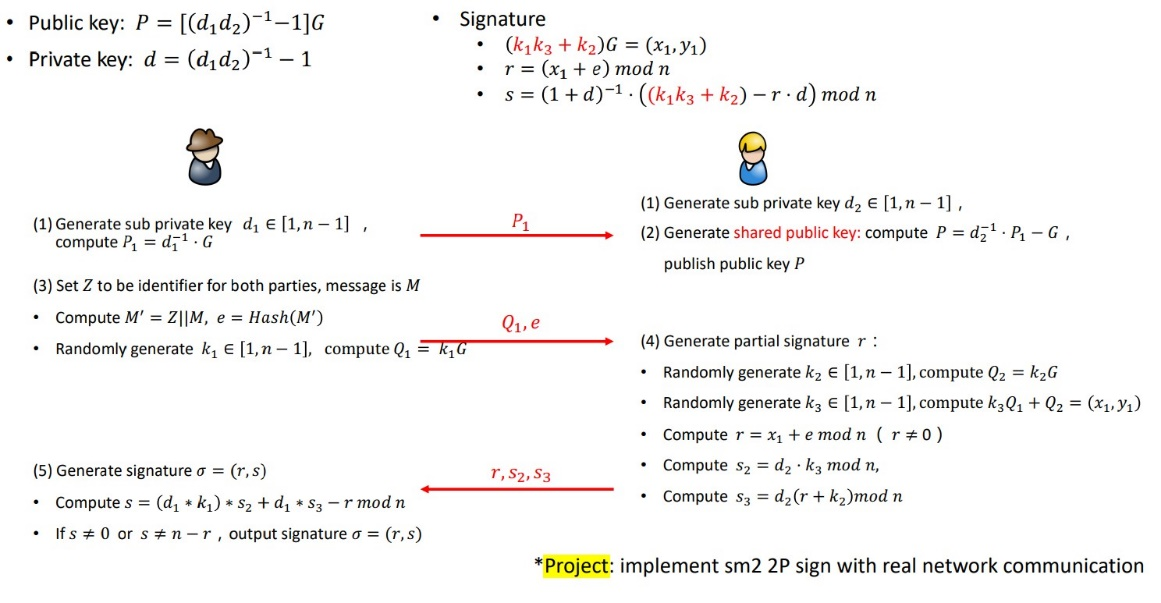 • Public key: P = [(d₁d₂)⁻¹−1]G
• Private key: d = (d₁d₂)⁻¹ − 1
• Signature
• (k₁k₃ + k₂)G = (x₁, y₁)
• r = (x₁ + e) mod n
• s = (1 + d)⁻¹ · ((k₁k₃ + k₂) − r · d) mod n
(1) Generate sub private key d₁ ∈ [1, n − 1] ,
compute P₁ = d₁⁻¹ · G
P₁
(1) Generate sub private key d₂ ∈ [1, n − 1] ,
(2) Generate shared public key: compute P = d₂⁻¹ · P₁ − G ,
publish public key P
(3) Set Z to be identifier for both parties, message is M
• Compute M′ = Z||M, e = Hash(M′)
• Randomly generate k₁ ∈ [1, n − 1], compute Q₁ = k₁G
Q₁, e
(4) Generate partial signature r :
• Randomly generate k₂ ∈ [1, n − 1], compute Q₂ = k₂G
• Randomly generate k₃ ∈ [1, n − 1], compute k₃Q₁ + Q₂ = (x₁, y₁)
• Compute r = x₁ + e mod n ( r ≠ 0 )
• Compute s₂ = d₂ · k₃ mod n,
• Compute s₃ = d₂(r + k₂)mod n
r, s₂, s₃
(5) Generate signature σ = (r, s)
• Compute s = (d₁ * k₁) * s₂ + d₁ * s₃ − r mod n
• If s ≠ 0 or s ≠ n − r , output signature σ = (r, s)
*Project: implement sm2 2P sign with real network communication